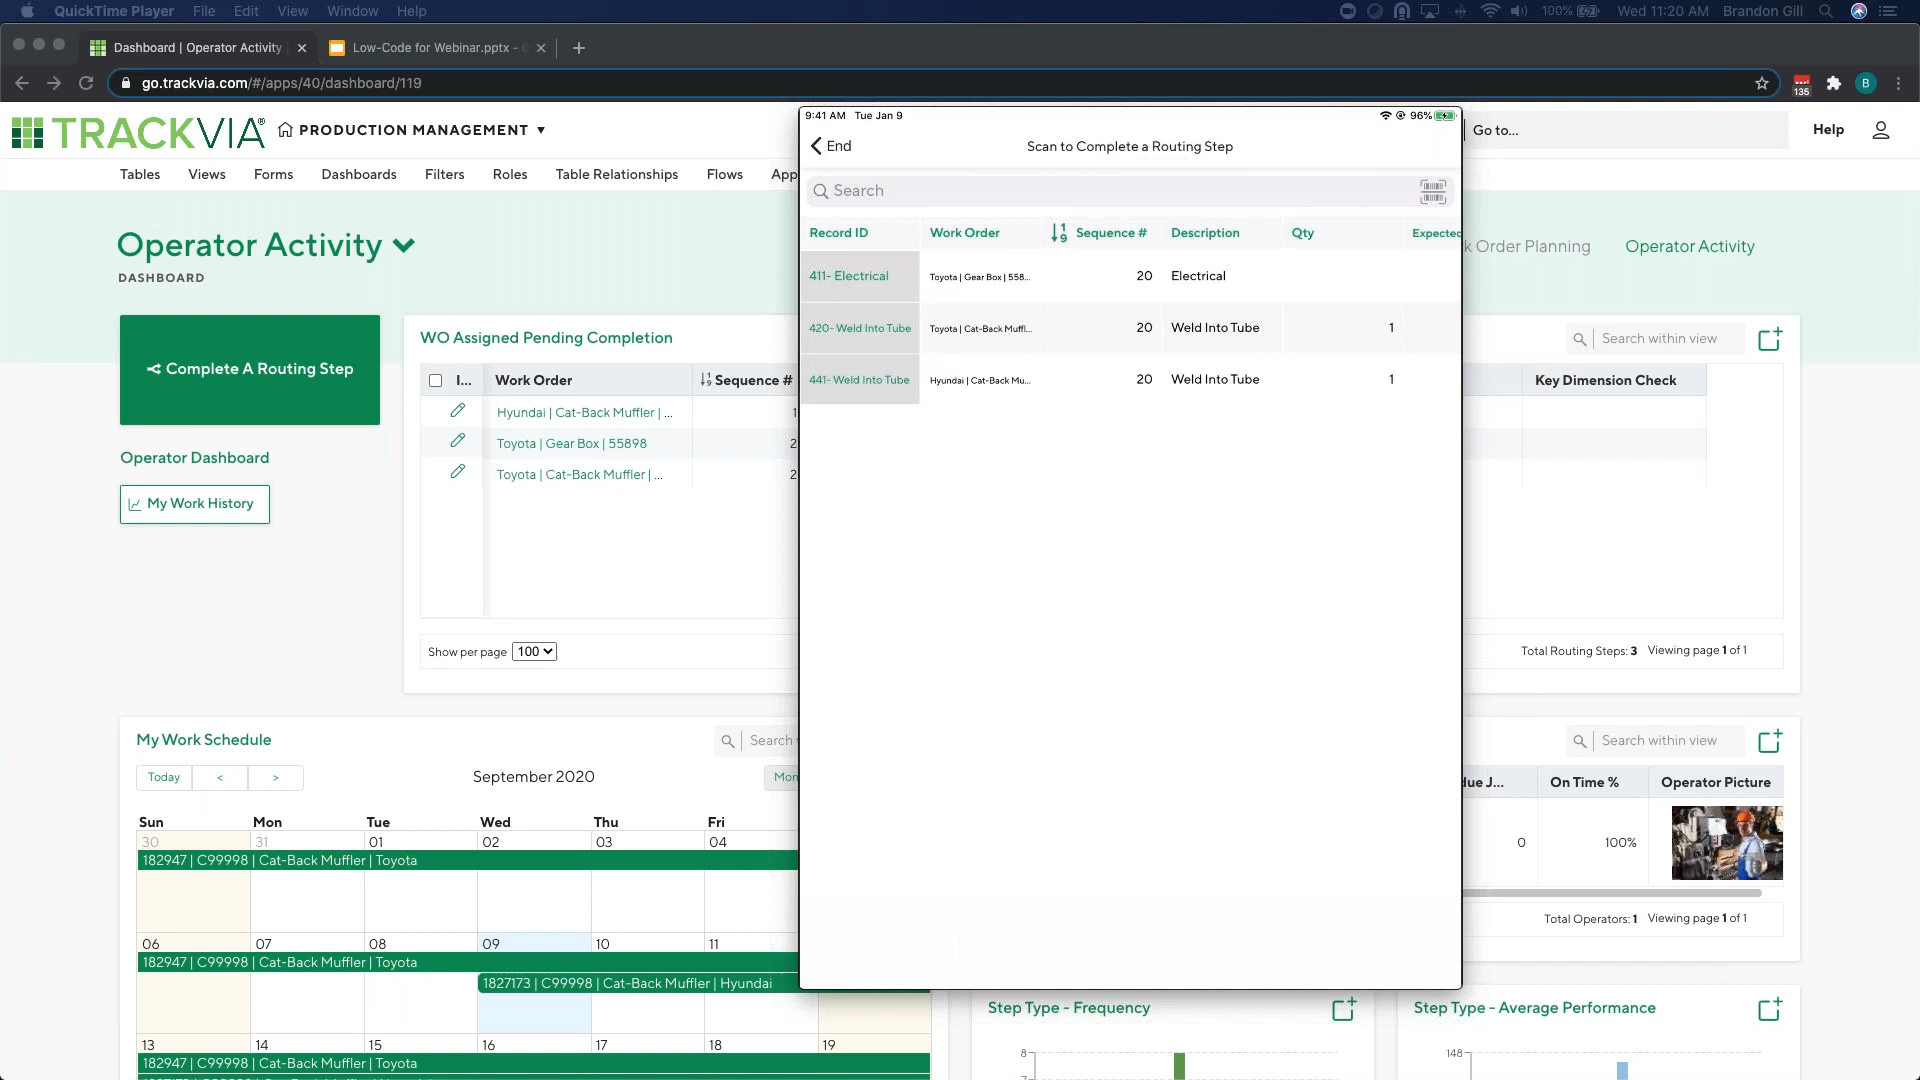 QuickTime Player File Edit View Window Help 100% Wed 11:20 AM Brandon Gill
Dashboard | Operator Activity
Low-Code for Webinar.pptx - G
go.trackvia.com/#/apps/40/dashboard/119
135
B
TRACKVIA®
PRODUCTION MANAGEMENT
Go to...
Help
Tables Views Forms Dashboards Filters Roles Table Relationships Flows App
Operator Activity
DASHBOARD
k Order Planning
Operator Activity
Complete A Routing Step
Operator Dashboard
My Work History
WO Assigned Pending Completion
Search within view
I... Work Order Sequence # Key Dimension Check
Hyundai | Cat-Back Muffler | ... 1
Toyota | Gear Box | 55898 2
Toyota | Cat-Back Muffler | ... 2
Show per page 100
Total Routing Steps: 3 Viewing page 1 of 1
9:41 AM Tue Jan 9 96%
End
Scan to Complete a Routing Step
Search
Record ID Work Order Sequence # Description Qty Expected
411- Electrical Toyota | Gear Box | 558... 20 Electrical
420- Weld Into Tube Toyota | Cat-Back Muffl... 20 Weld Into Tube 1
441- Weld Into Tube Hyundai | Cat-Back Mu... 20 Weld Into Tube 1
My Work Schedule
Search
Today < >
September 2020
Mon
Sun Mon Tue Wed Thu Fri
30 31 01 02 03 04
182947 | C99998 | Cat-Back Muffler | Toyota
06 07 08 09 10 11
182947 | C99998 | Cat-Back Muffler | Toyota
1827173 | C99998 | Cat-Back Muffler | Hyundai
13 14 15 16 17 18 19
182947 | C99998 | Cat-Back Muffler | Toyota
Search within view
due J... On Time % Operator Picture
0 100%
Total Operators: 1 Viewing page 1 of 1
Step Type - Frequency
8
Step Type - Average Performance
148